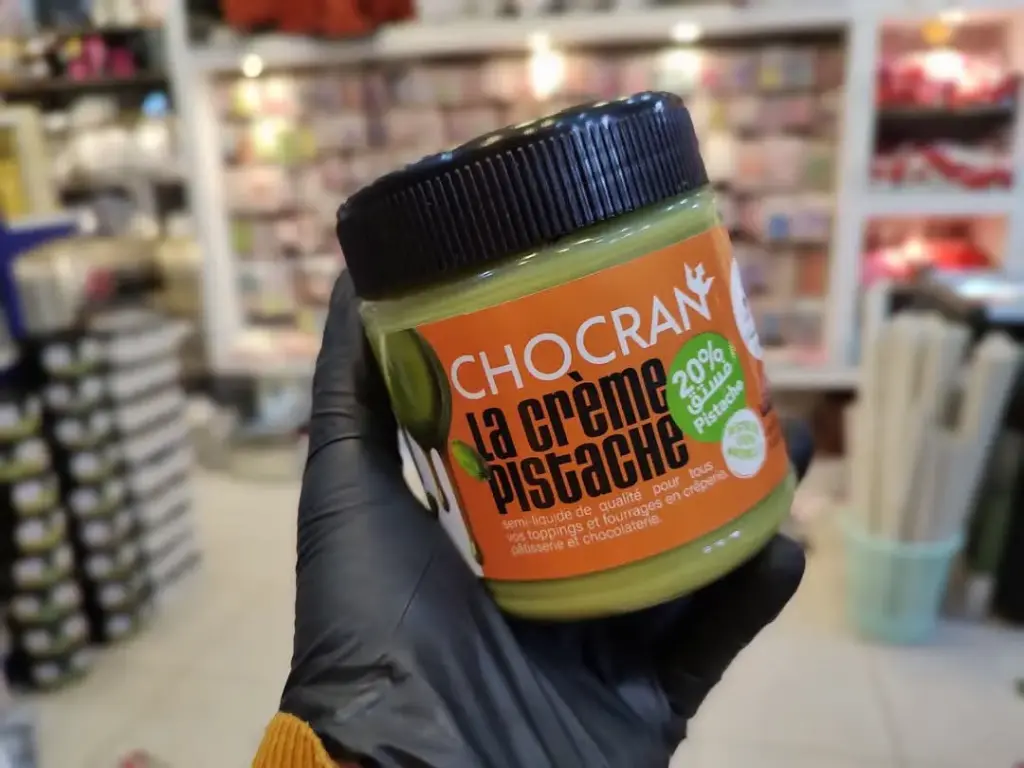 CHOCRAN
La crème
PISTACHE
20%
فستق
Pistache
semi-liquide de qualité pour tous
vos toppings et fourrages en crêperie,
pâtisserie et chocolaterie.